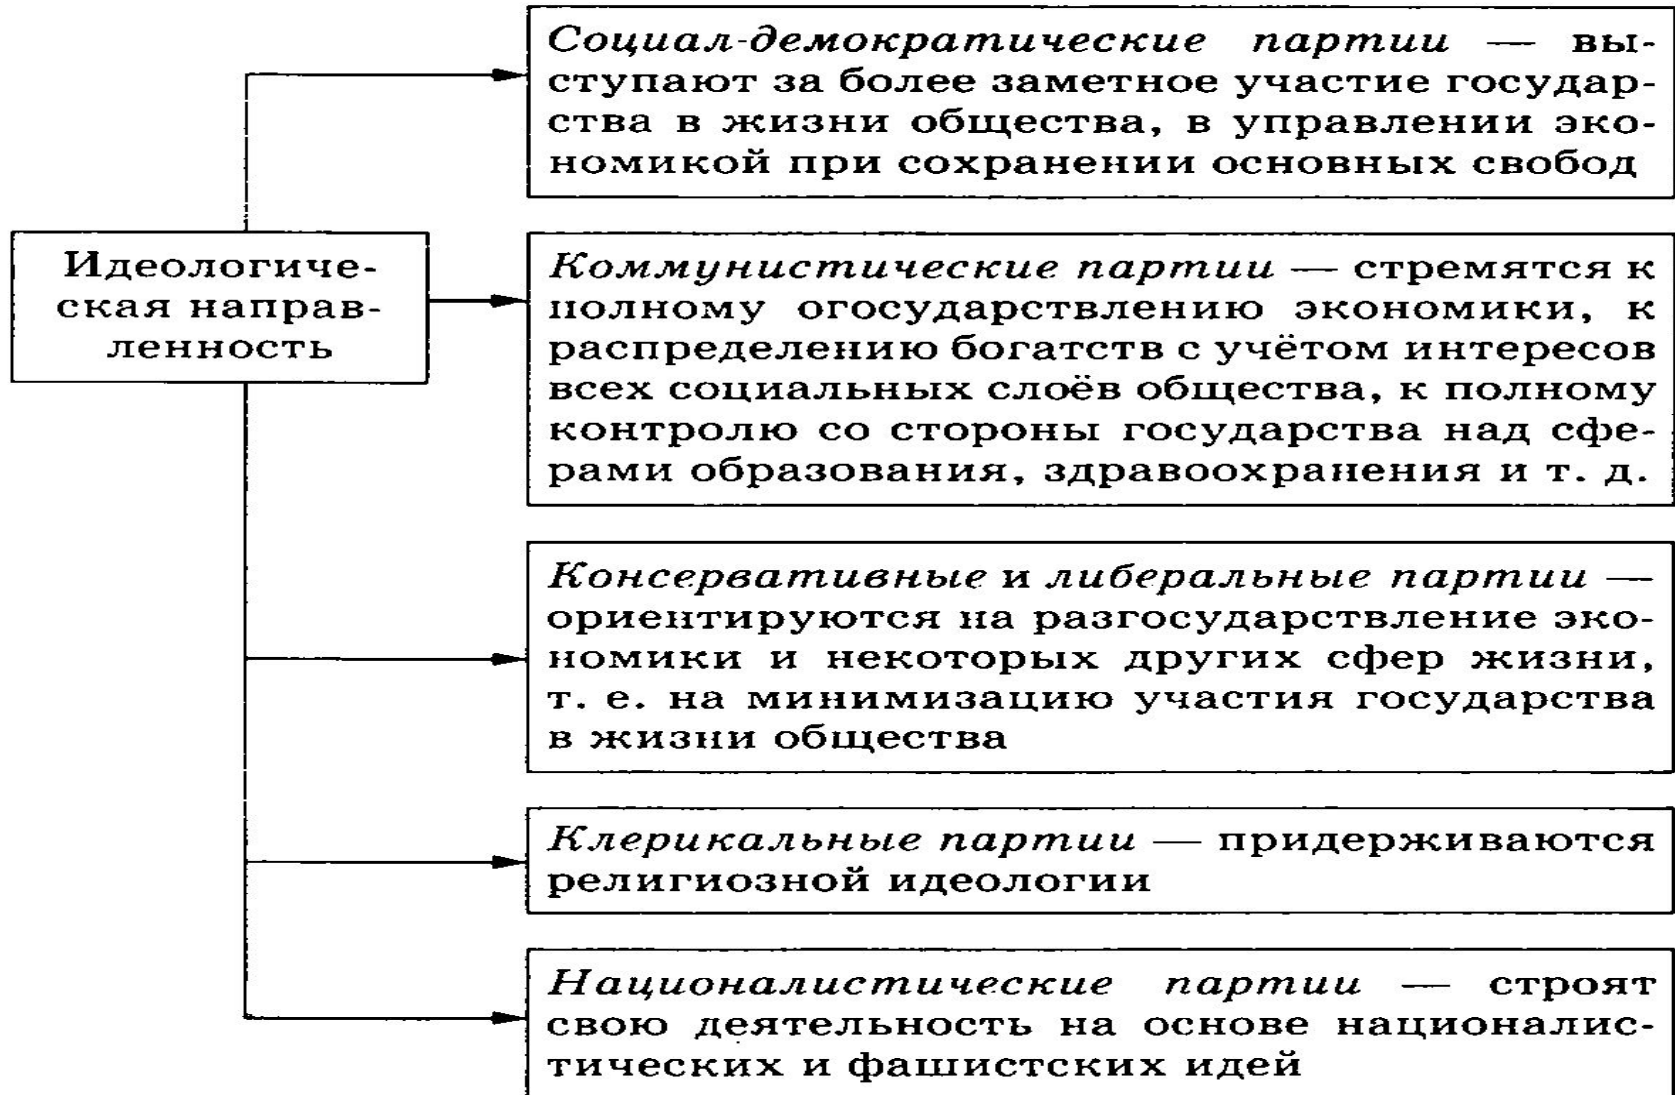 Социал-демократические партии — вы-
ступают за более заметное участие государ-
ства в жизни общества, в управлении эко-
номикой при сохранении основных свобод
Идеологиче-
ская направ-
ленность
Коммунистические партии — стремятся к
полному огосударствлению экономики, к
распределению богатств с учётом интересов
всех социальных слоёв общества, к полному
контролю со стороны государства над сфе-
рами образования, здравоохранения и т. д.
Консервативные и либеральные партии —
ориентируются на разгосударствление эко-
номики и некоторых других сфер жизни,
т. е. на минимизацию участия государства
в жизни общества
Клерикальные партии — придерживаются
религиозной идеологии
Националистические партии — строят
свою деятельность на основе националис-
тических и фашистских идей